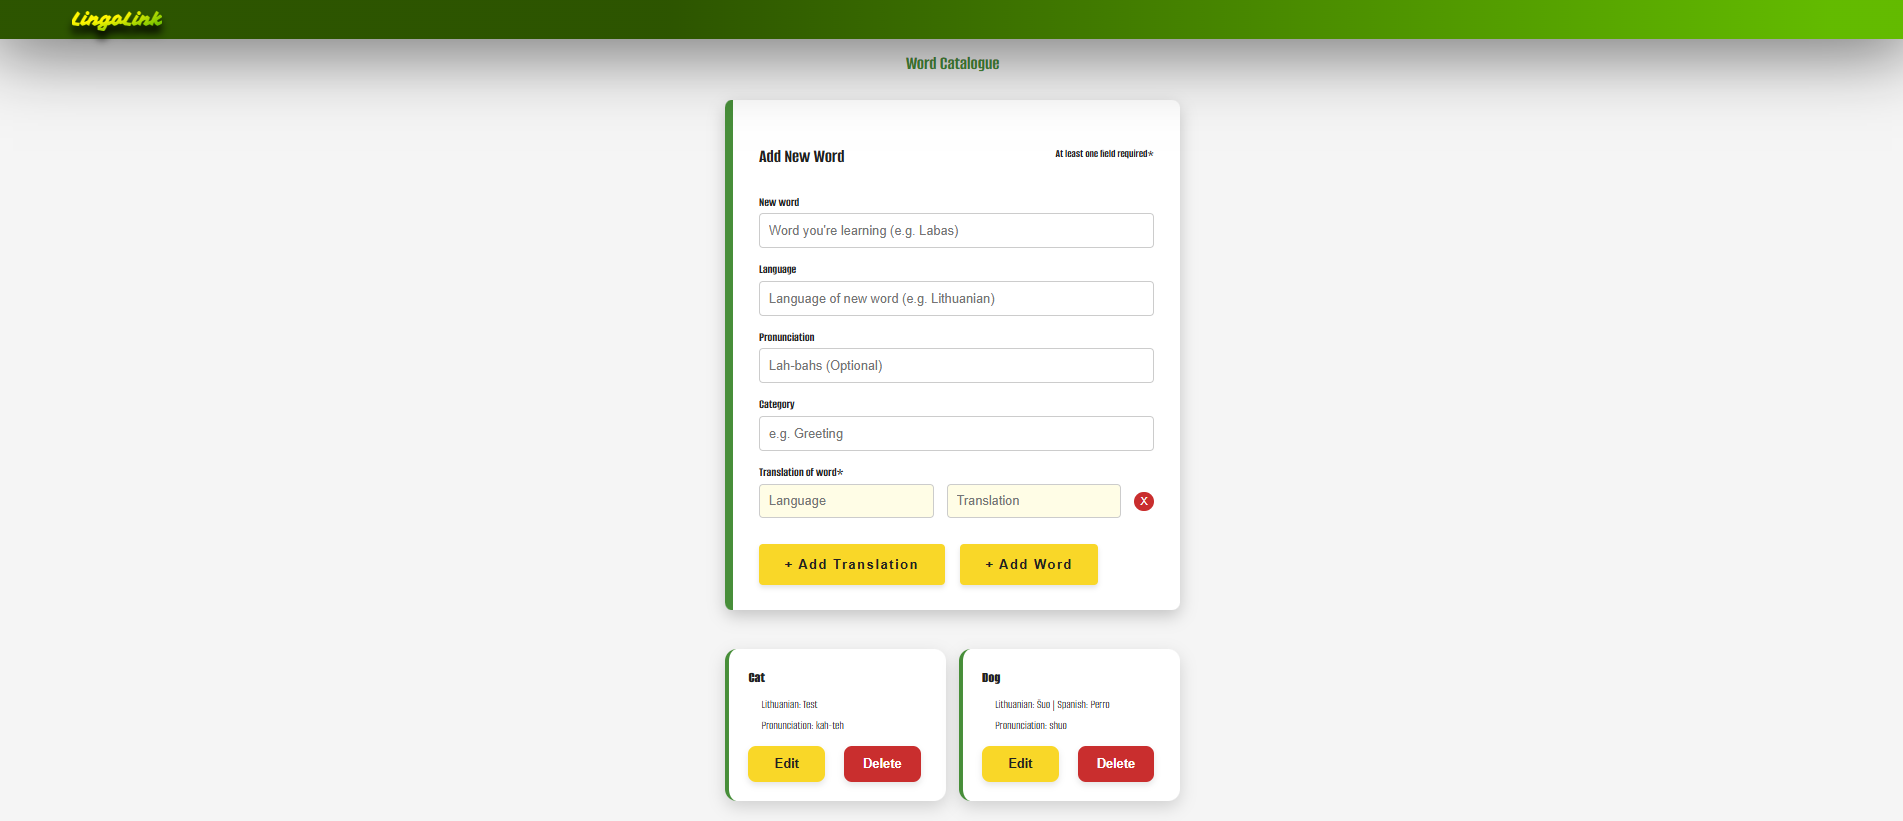 LingoLink
Word Catalogue
Add New Word
At least one field required*
New word
Word you're learning (e.g. Labas)
Language
Language of new word (e.g. Lithuanian)
Pronunciation
Lah-bahs (Optional)
Category
e.g. Greeting
Translation of word*
Language Translation X
+ Add Translation + Add Word
Cat
Lithuanian: Test
Pronunciation: kah-teh
Edit Delete
Dog
Lithuanian: Šuo | Spanish: Perro
Pronunciation: shuo
Edit Delete